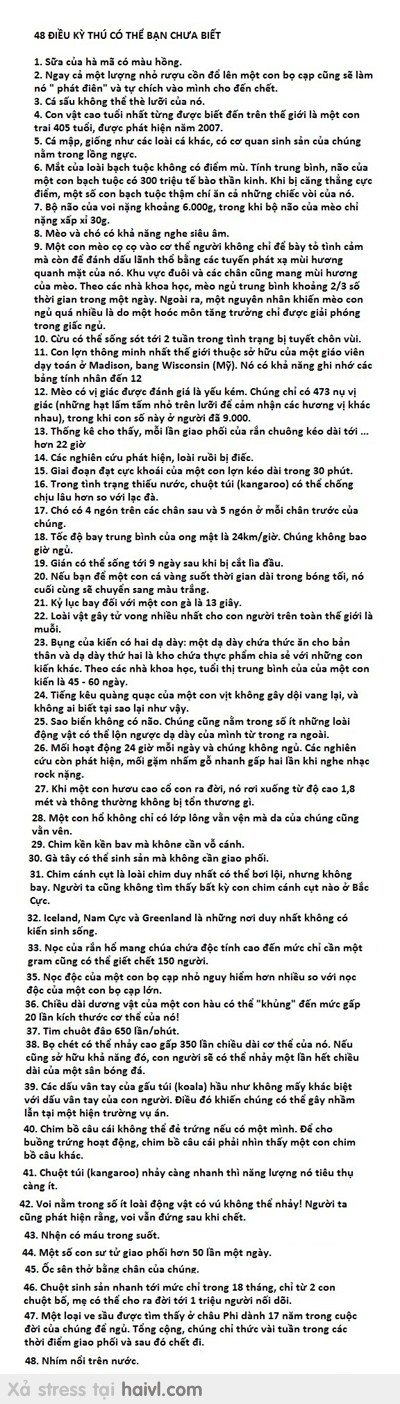 48 ĐIỀU KỲ THÚ CÓ THỂ BẠN CHƯA BIẾT
1. Sữa của hà mã có màu hồng.
2. Ngay cả một lượng nhỏ rượu cồn đổ lên một con bọ cạp cũng sẽ làm
nó " phát điên" và tự chích vào mình cho đến chết.
3. Cá sấu không thể thè lưỡi của nó.
4. Con vật cao tuổi nhất từng được biết đến trên thế giới là một con
trai 405 tuổi, được phát hiện năm 2007.
5. Cá mập, giống như các loài cá khác, có cơ quan sinh sản của chúng
nằm trong lồng ngực.
6. Mắt của loài bạch tuộc không có điểm mù. Tính trung bình, não của
một con bạch tuộc có 300 triệu tế bào thần kinh. Khi bị căng thẳng cực
điểm, một số con bạch tuộc thậm chí ăn cả những chiếc vòi của nó.
7. Bộ não của voi nặng khoảng 6.000g, trong khi bộ não của mèo chỉ
nặng xấp xỉ 30g.
8. Mèo và chó có khả năng nghe siêu âm.
9. Một con mèo cọ cọ vào cơ thể người không chỉ để bày tỏ tình cảm
mà còn để đánh dấu lãnh thổ bằng các tuyến phát xạ mùi hương
quanh mặt của nó. Khu vực đuôi và các chân cũng mang mùi hương
của mèo. Theo các nhà khoa học, mèo ngủ trung bình khoảng 2/3 số
thời gian trong một ngày. Ngoài ra, một nguyên nhân khiến mèo con
ngủ quá nhiều là do một hoóc môn tăng trưởng chỉ được giải phóng
trong giấc ngủ.
10. Cừu có thể sống sót tới 2 tuần trong tình trạng bị tuyết chôn vùi.
11. Con lợn thông minh nhất thế giới thuộc sở hữu của một giáo viên
dạy toán ở Madison, bang Wisconsin (Mỹ). Nó có khả năng ghi nhớ các
bảng tính nhân đến 12
12. Mèo có vị giác được đánh giá là yếu kém. Chúng chỉ có 473 nụ vị
giác (những hạt lấm tấm nhỏ trên lưỡi để cảm nhận các hương vị khác
nhau), trong khi con số này ở người đã 9.000.
13. Thống kê cho thấy, mỗi lần giao phối của rắn chuông kéo dài tới ...
hơn 22 giờ
14. Các nghiên cứu phát hiện, loài ruồi bị điếc.
15. Giai đoạn đạt cực khoái của một con lợn kéo dài trong 30 phút.
16. Trong tình trạng thiếu nước, chuột túi (kangaroo) có thể chống
chịu lâu hơn so với lạc đà.
17. Chó có 4 ngón trên các chân sau và 5 ngón ở mỗi chân trước của
chúng.
18. Tốc độ bay trung bình của ong mật là 24km/giờ. Chúng không bao
giờ ngủ.
19. Gián có thể sống tới 9 ngày sau khi bị cắt lìa đầu.
20. Nếu bạn để một con cá vàng suốt thời gian dài trong bóng tối, nó
cuối cùng sẽ chuyển sang màu trắng.
21. Kỷ lục bay đối với một con gà là 13 giây.
22. Loài vật gây tử vong nhiều nhất cho con người trên toàn thế giới là
muỗi.
23. Bụng của kiến có hai dạ dày: một dạ dày chứa thức ăn cho bản
thân và dạ dày thứ hai là kho chứa thực phẩm chia sẻ với những con
kiến khác. Theo các nhà khoa học, tuổi thị trung bình của của một con
kiến là 45 - 60 ngày.
24. Tiếng kêu quàng quạc của một con vịt không gây dội vang lại, và
không ai biết tại sao lại như vậy.
25. Sao biển không có não. Chúng cũng nằm trong số ít những loài
động vật có thể lộn ngược dạ dày của mình từ trong ra ngoài.
26. Mối hoạt động 24 giờ mỗi ngày và chúng không ngủ. Các nghiên
cứu còn phát hiện, mối gặm nhấm gỗ nhanh gấp hai lần khi nghe nhạc
rock nặng.
27. Khi một con hươu cao cổ con ra đời, nó rơi xuống từ độ cao 1,8
mét và thông thường không bị tổn thương gì.
28. Một con hổ không chỉ có lớp lông vằn vện mà da của chúng cũng
vằn vện.
29. Chim kền kền bay mà không cần vỗ cánh.
30. Gà tây có thể sinh sản mà không cần giao phối.
31. Chim cánh cụt là loài chim duy nhất có thể bơi lội, nhưng không
bay. Người ta cũng không tìm thấy bất kỳ con chim cánh cụt nào ở Bắc
Cực.
32. Iceland, Nam Cực và Greenland là những nơi duy nhất không có
kiến sinh sống.
33. Nọc của rắn hổ mang chúa chứa độc tính cao đến mức chỉ cần một
gram cũng có thể giết chết 150 người.
35. Nọc độc của một con bọ cạp nhỏ nguy hiểm hơn nhiều so với nọc
độc của một con bọ cạp lớn.
36. Chiều dài dương vật của một con hàu có thể "khủng" đến mức gấp
20 lần kích thước cơ thể của nó!
37. Tim chuột đập 650 lần/phút.
38. Bọ chét có thể nhảy cao gấp 350 lần chiều dài cơ thể của nó. Nếu
cũng sở hữu khả năng đó, con người sẽ có thể nhảy một lần hết chiều
dài của một sân bóng đá.
39. Các dấu vân tay của gấu túi (koala) hầu như không mấy khác biệt
với dấu vân tay của con người. Điều đó khiến chúng có thể gây nhầm
lẫn tại một hiện trường vụ án.
40. Chim bồ câu cái không thể đẻ trứng nếu có một mình. Để cho
buồng trứng hoạt động, chim bồ câu cái phải nhìn thấy một con chim
bồ câu khác.
41. Chuột túi (kangaroo) nhảy càng nhanh thì năng lượng nó tiêu thụ
càng ít.
42. Voi nằm trong số ít loài động vật có vú không thể nhảy! Người ta
cũng phát hiện rằng, voi vẫn đứng sau khi chết.
43. Nhện có máu trong suốt.
44. Một số con sư tử giao phối hơn 50 lần một ngày.
45. Ốc sên thở bằng chân của chúng.
46. Chuột sinh sản nhanh tới mức chỉ trong 18 tháng, chỉ từ 2 con
chuột bố, mẹ có thể cho ra đời tới 1 triệu người nối dõi.
47. Một loại ve sầu được tìm thấy ở châu Phi dành 17 năm trong cuộc
đời của chúng để ngủ. Tổng cộng, chúng chỉ thức vài tuần trong các
thời điểm giao phối và sau đó chết đi.
48. Nhím nổi trên nước.
Xả stress tại haivl.com